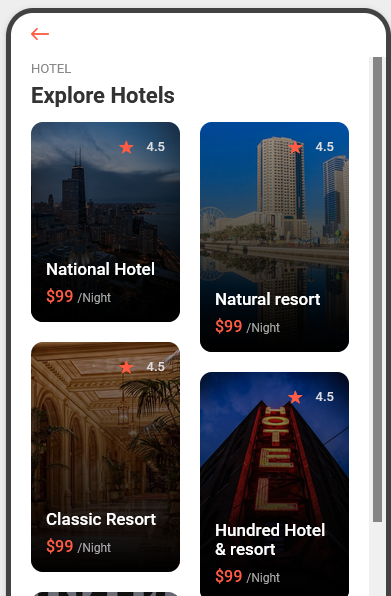 HOTEL
Explore Hotels
4.5
National Hotel
$99 /Night
4.5
Natural resort
$99 /Night
4.5
Classic Resort
$99 /Night
4.5
HOTEL
Hundred Hotel
& resort
$99 /Night